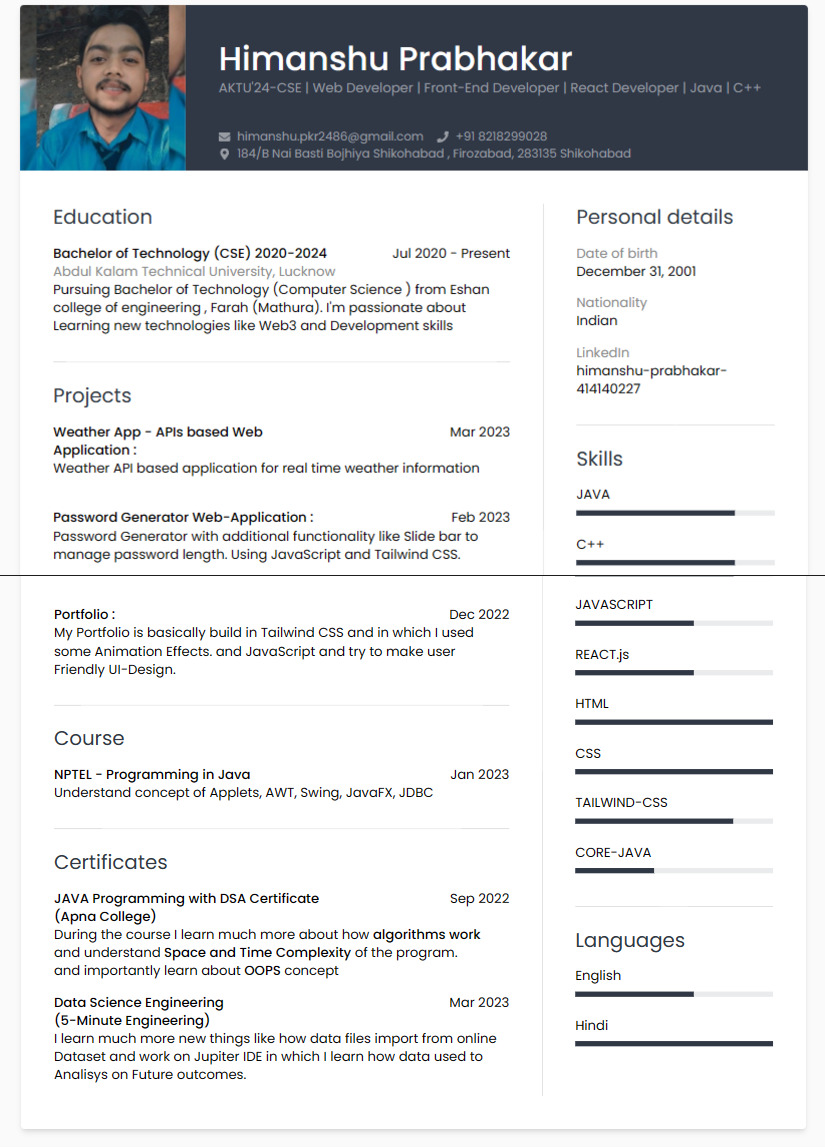 Himanshu Prabhakar
AKTU'24-CSE | Web Developer | Front-End Developer | React Developer | Java | C++
himanshu.pkr2486@gmail.com +91 8218299028
184/B Nai Basti Bojhiya Shikohabad , Firozabad, 283135 Shikohabad
Education
Bachelor of Technology (CSE) 2020-2024 Jul 2020 - Present
Abdul Kalam Technical University, Lucknow
Pursuing Bachelor of Technology (Computer Science ) from Eshan
college of engineering , Farah (Mathura). I'm passionate about
Learning new technologies like Web3 and Development skills
Projects
Weather App - APIs based Web Mar 2023
Application :
Weather API based application for real time weather information
Password Generator Web-Application : Feb 2023
Password Generator with additional functionality like Slide bar to
manage password length. Using JavaScript and Tailwind CSS.
Portfolio : Dec 2022
My Portfolio is basically build in Tailwind CSS and in which I used
some Animation Effects. and JavaScript and try to make user
Friendly UI-Design.
Course
NPTEL - Programming in Java Jan 2023
Understand concept of Applets, AWT, Swing, JavaFX, JDBC
Certificates
JAVA Programming with DSA Certificate Sep 2022
(Apna College)
During the course I learn much more about how algorithms work
and understand Space and Time Complexity of the program.
and importantly learn about OOPS concept
Data Science Engineering Mar 2023
(5-Minute Engineering)
I learn much more new things like how data files import from online
Dataset and work on Jupiter IDE in which I learn how data used to
Analisys on Future outcomes.
Personal details
Date of birth
December 31, 2001
Nationality
Indian
LinkedIn
himanshu-prabhakar-
414140227
Skills
JAVA
C++
JAVASCRIPT
REACT.js
HTML
CSS
TAILWIND-CSS
CORE-JAVA
Languages
English
Hindi